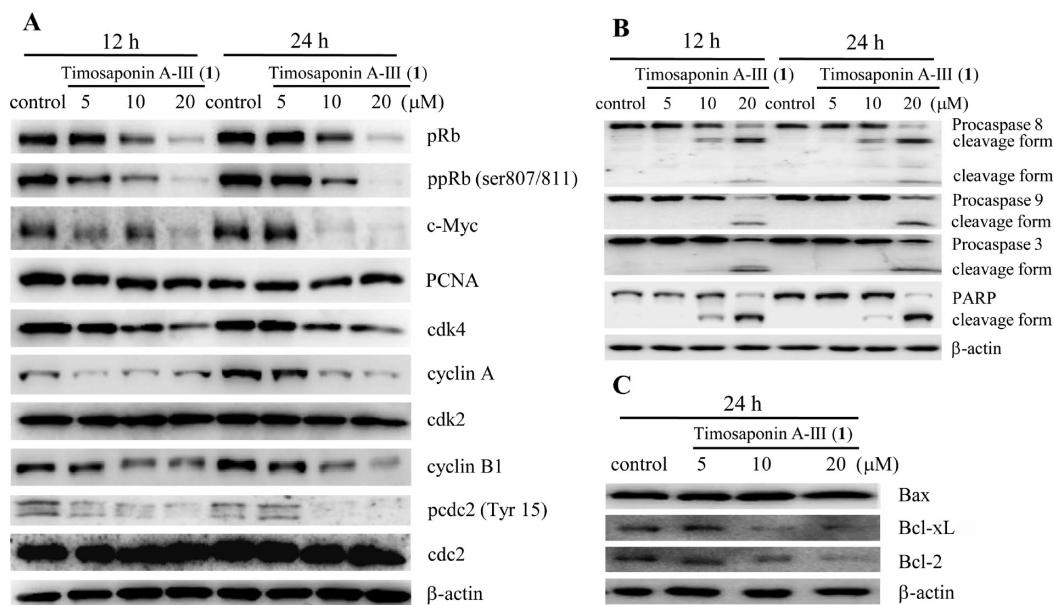 A
12 h 24 h
Timosaponin A-III (1) Timosaponin A-III (1)
control 5 10 20 control 5 10 20 (μM)
pRb
ppRb (ser807/811)
c-Myc
PCNA
cdk4
cyclin A
cdk2
cyclin B1
pcdc2 (Tyr 15)
cdc2
β-actin
B
12 h 24 h
Timosaponin A-III (1) Timosaponin A-III (1)
control 5 10 20 control 5 10 20 (μM)
Procaspase 8
cleavage form
cleavage form
Procaspase 9
cleavage form
Procaspase 3
cleavage form
PARP
cleavage form
β-actin
C
24 h
Timosaponin A-III (1)
control 5 10 20 (μM)
Bax
Bcl-xL
Bcl-2
β-actin